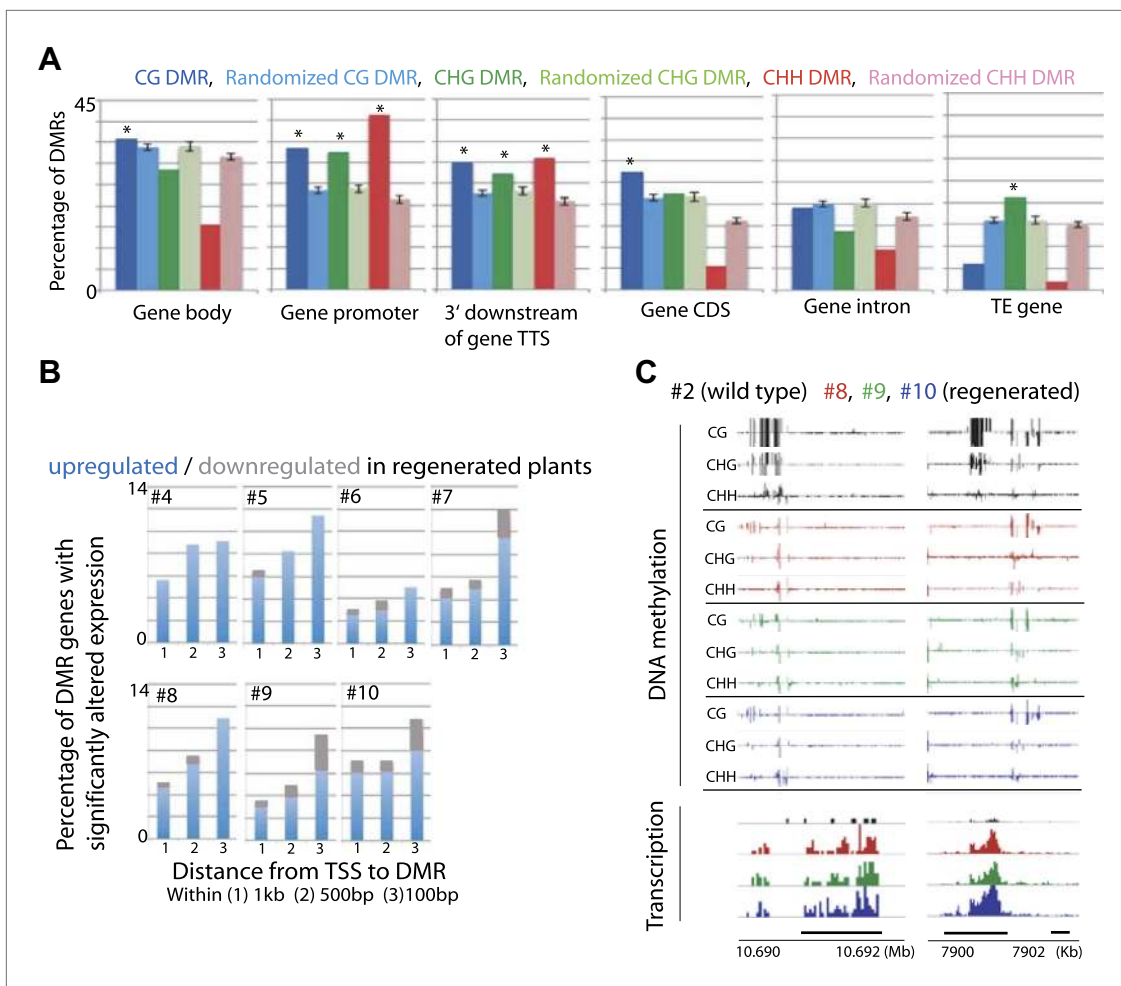 A
CG DMR, Randomized CG DMR, CHG DMR, Randomized CHG DMR, CHH DMR, Randomized CHH DMR
Percentage of DMRs
45
0
* * * * * * * * *
Gene body
Gene promoter
3’ downstream
of gene TTS
Gene CDS
Gene intron
TE gene
B
upregulated / downregulated in regenerated plants
Percentage of DMR genes with
significantly altered expression
14
0
#4 #5 #6 #7
1 2 3 1 2 3 1 2 3 1 2 3
14
0
#8 #9 #10
1 2 3 1 2 3 1 2 3
Distance from TSS to DMR
Within (1) 1kb (2) 500bp (3)100bp
C
#2 (wild type) #8, #9, #10 (regenerated)
DNA methylation
CG
CHG
CHH
CG
CHG
CHH
CG
CHG
CHH
CG
CHG
CHH
Transcription
10.690 10.692 (Mb) 7900 7902 (Kb)